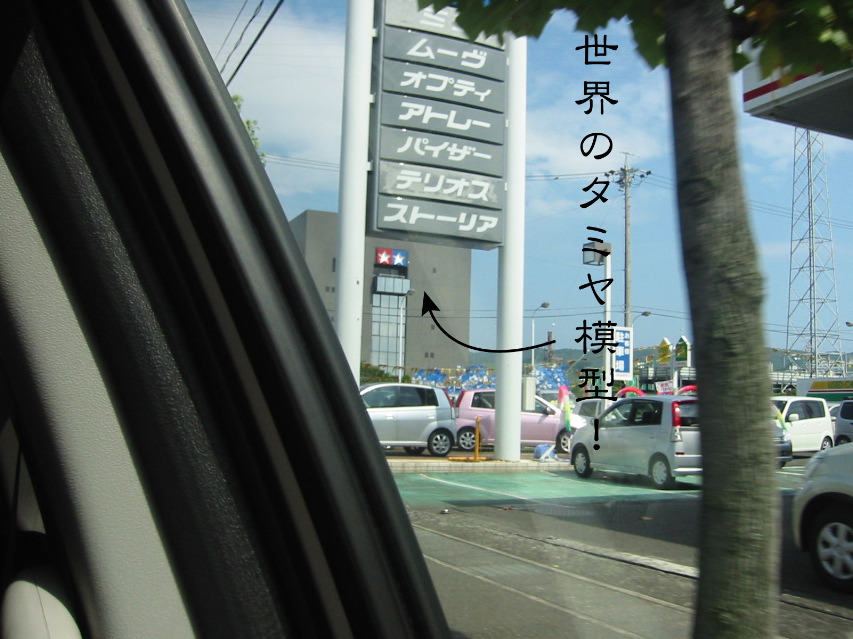 ムーヴ
オプティ
アトレー
パイザー
テリオス
ストーリア
世界のタミヤ模型！